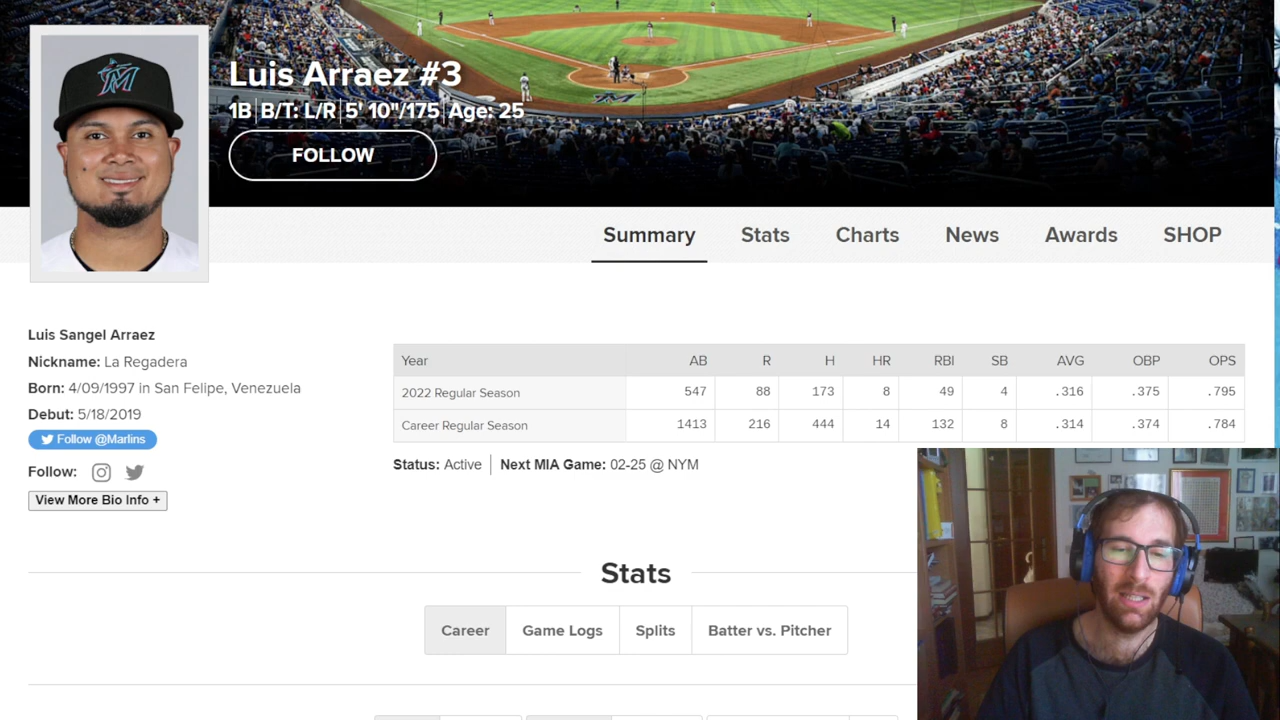 Luis Arraez #3
1B B/T: L/R 5' 10"/175 Age: 25
FOLLOW
Summary Stats Charts News Awards SHOP
Luis Sangel Arraez
Nickname: La Regadera
Born: 4/09/1997 in San Felipe, Venezuela
Debut: 5/18/2019
Follow @Marlins
Follow:
View More Bio Info +
Year AB R H HR RBI SB AVG OBP OPS
2022 Regular Season 547 88 173 8 49 4 .316 .375 .795
Career Regular Season 1413 216 444 14 132 8 .314 .374 .784
Status: Active Next MIA Game: 02-25 @ NYM
Stats
Career Game Logs Splits Batter vs. Pitcher